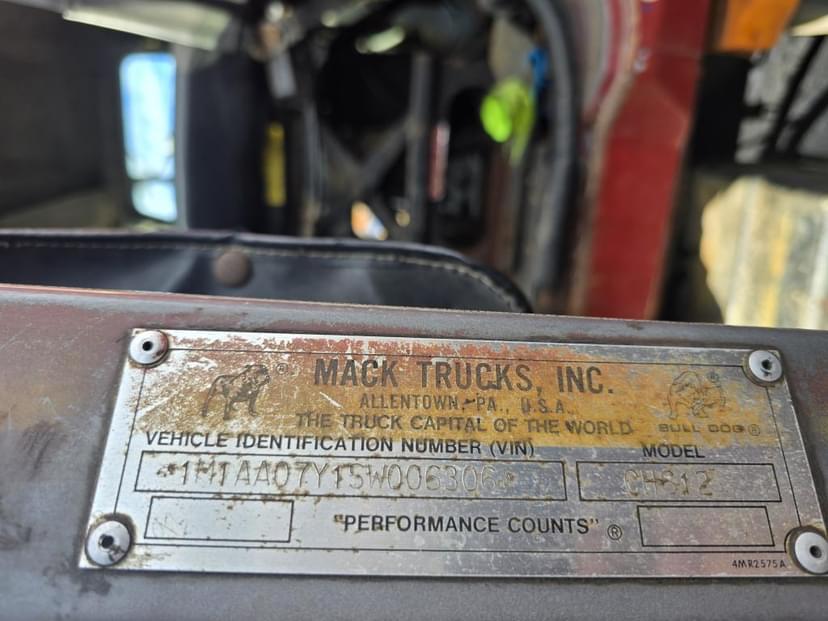 MACK TRUCKS, INC.
ALLENTOWN, PA., U.S.A.
THE TRUCK CAPITAL OF THE WORLD BULL DOG®
VEHICLE IDENTIFICATION NUMBER (VIN) MODEL
*1M1AA07Y1SW006306* CH612
"PERFORMANCE COUNTS"®
4MR2575A